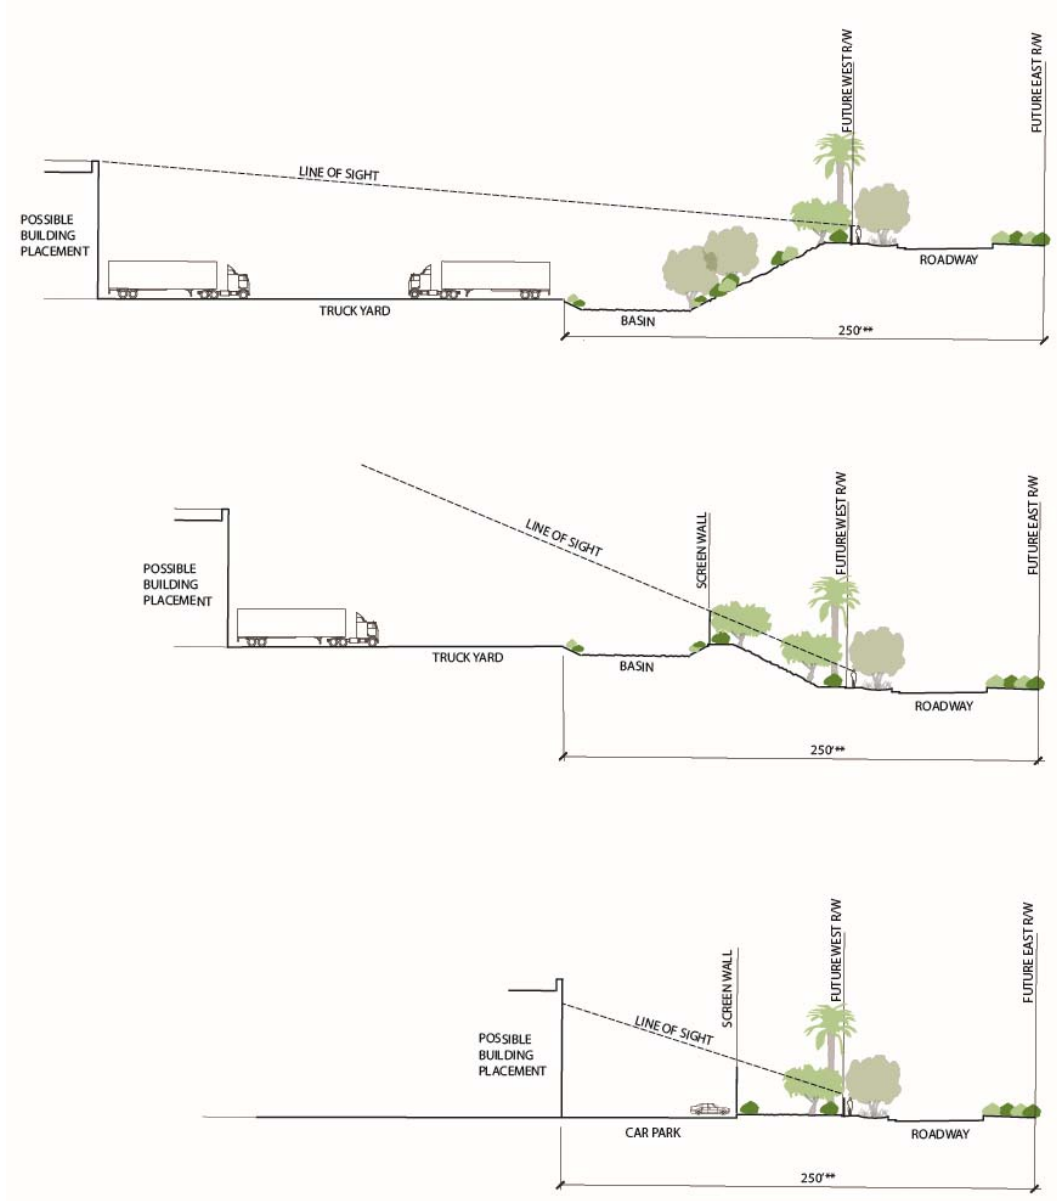 FUTURE WEST R/W
FUTURE EAST R/W
LINE OF SIGHT
POSSIBLE
BUILDING
PLACEMENT
ROADWAY
TRUCK YARD
BASIN
250'**
FUTURE WEST R/W
FUTURE EAST R/W
SCREEN WALL
LINE OF SIGHT
POSSIBLE
BUILDING
PLACEMENT
TRUCK YARD
BASIN
ROADWAY
250'**
FUTURE WEST R/W
FUTURE EAST R/W
SCREEN WALL
LINE OF SIGHT
POSSIBLE
BUILDING
PLACEMENT
CAR PARK
ROADWAY
250'**